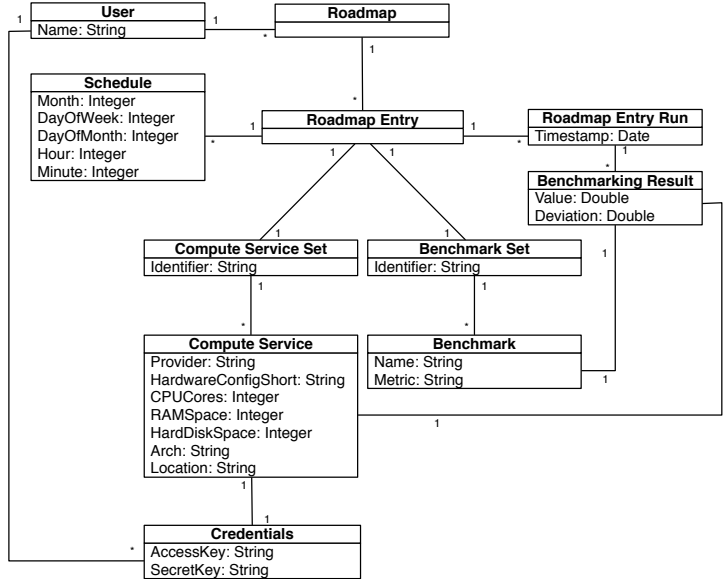 User
Name: String
1
1
*
Roadmap
1
*
Schedule
Month: Integer
DayOfWeek: Integer
DayOfMonth: Integer
Hour: Integer
Minute: Integer
*
1
Roadmap Entry
1
*
1
1
Roadmap Entry Run
Timestamp: Date
1
*
Benchmarking Result
Value: Double
Deviation: Double
1
1
1
Compute Service Set
Identifier: String
1
*
Benchmark Set
Identifier: String
1
*
Compute Service
Provider: String
HardwareConfigShort: String
CPUCores: Integer
RAMSpace: Integer
HardDiskSpace: Integer
Arch: String
Location: String
1
Benchmark
Name: String
Metric: String
1
1
1
Credentials
AccessKey: String
SecretKey: String
*